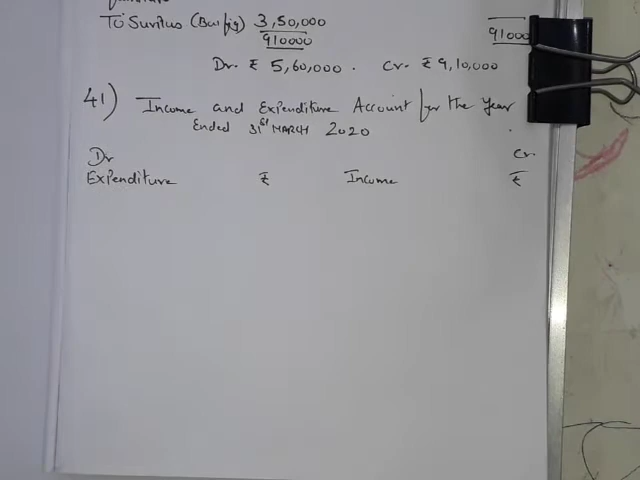 To Surplus (Bal fig) 3,50,000
910000 91000
Dr. ₹ 5,60,000. Cr. ₹ 9,10,000
41) Income and Expenditure Account for the Year
Ended 31st MARCH 2020
Dr Cr.
Expenditure ₹ Income ₹